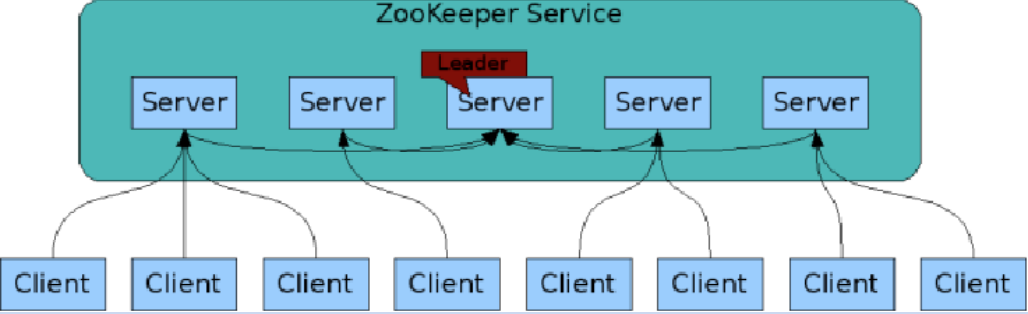 ZooKeeper Service
Leader
Server Server Server Server Server
Client Client Client Client Client Client Client Client